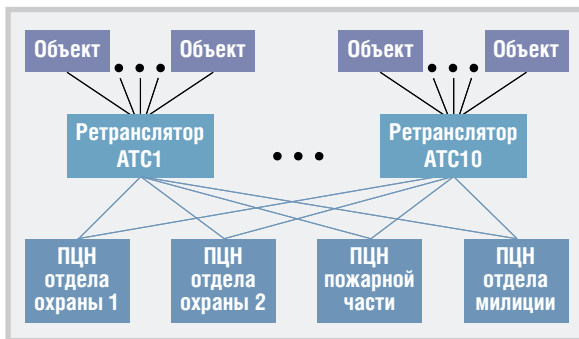 Объект
Объект
Объект
Объект
Ретранслятор
АТС1
Ретранслятор
АТС10
ПЦН
отдела
охраны 1
ПЦН
отдела
охраны 2
ПЦН
пожарной
части
ПЦН
отдела
милиции